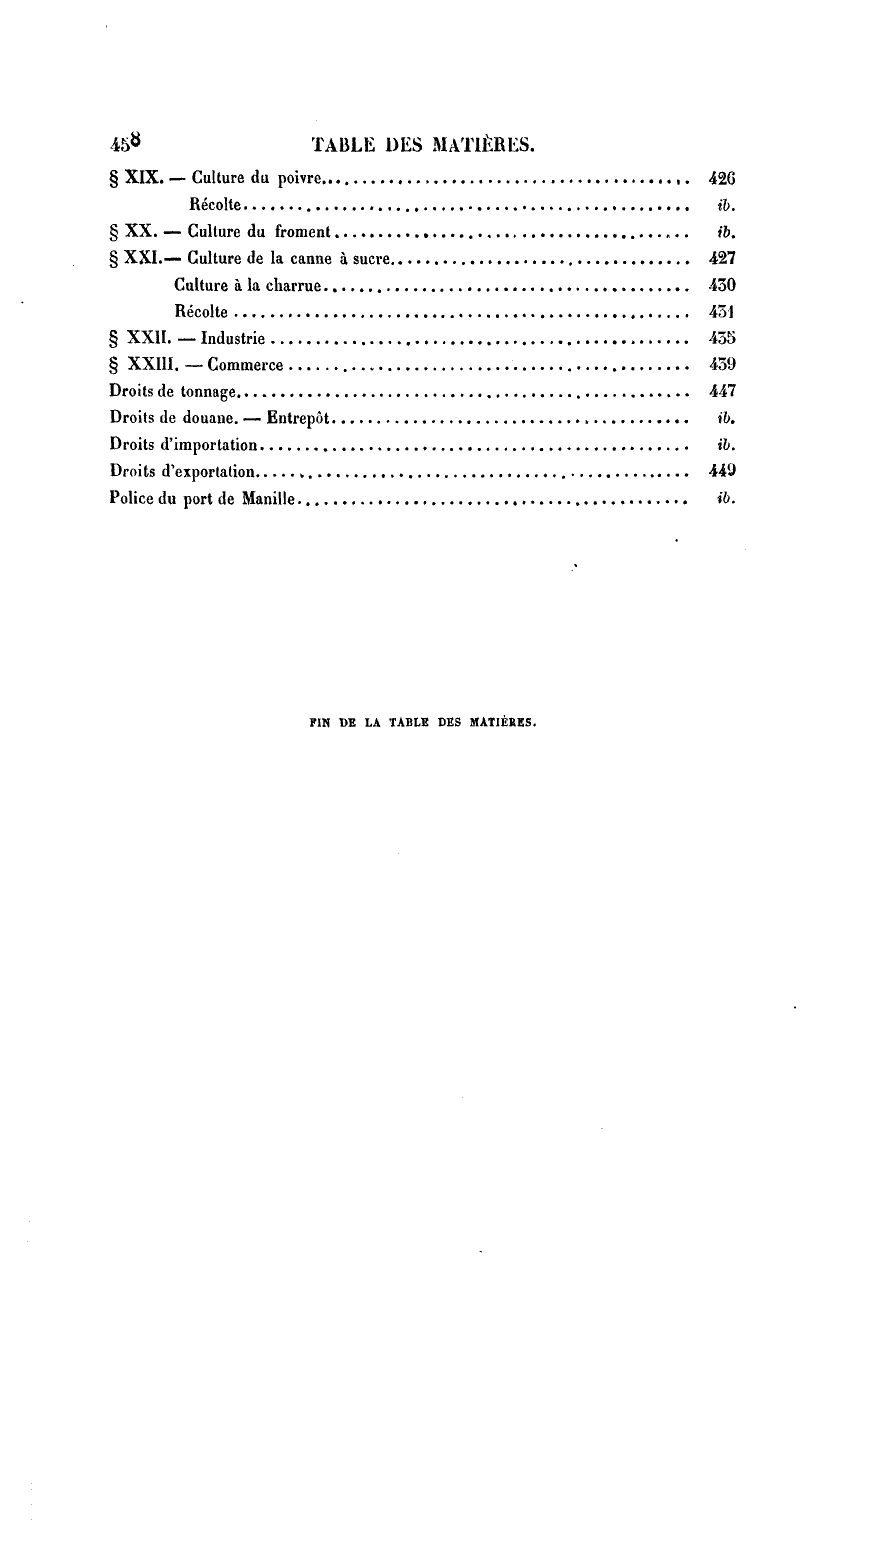 458 TABLE DES MATIÈRES.
§ XIX. — Culture du poivre........................................ 426
Récolte.................................................. ib.
§ XX. — Culture du froment........................................ ib.
§ XXI.— Culture de la canne à sucre.................................. 427
Culture à la charrue.......................................... 430
Récolte .................................................... 431
§ XXII. — Industrie ................................................ 435
§ XXIII. — Commerce .............................................. 439
Droits de tonnage................................................... 447
Droits de douane. — Entrepôt......................................... ib.
Droits d'importation................................................. ib.
Droits d'exportation................................................. 449
Police du port de Manille............................................. ib.
FIN DE LA TABLE DES MATIÈRES.